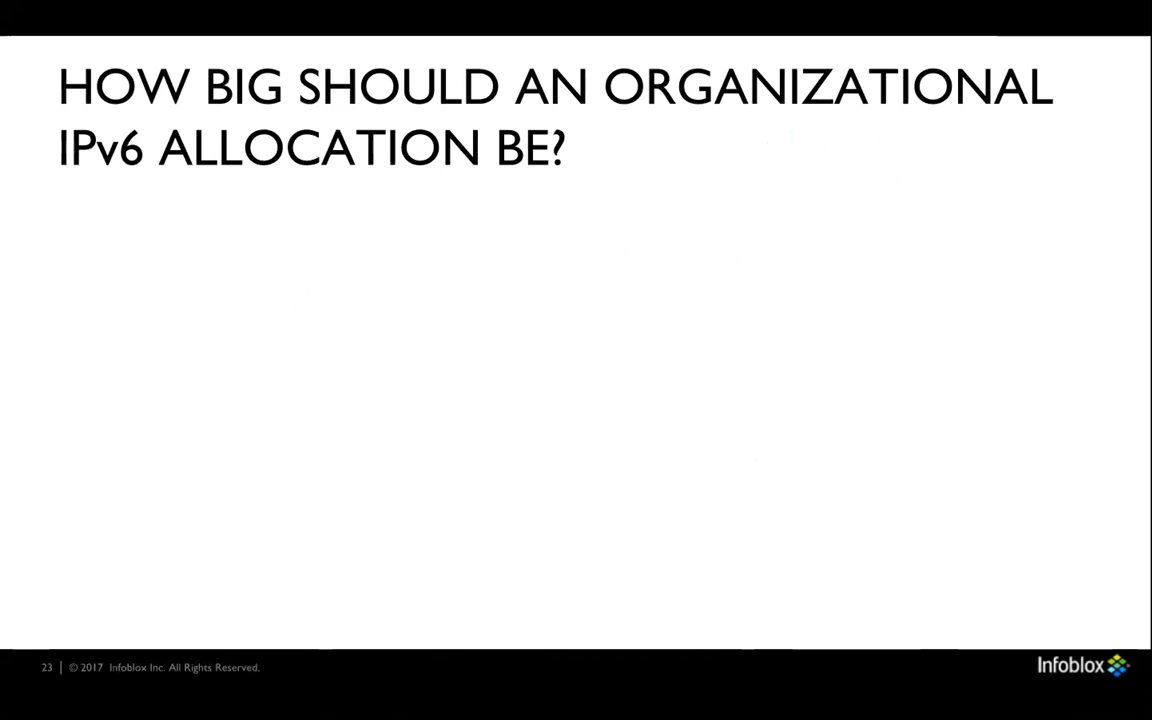 HOW BIG SHOULD AN ORGANIZATIONAL
IPv6 ALLOCATION BE?
23 | © 2017 Infoblox Inc. All Rights Reserved.
Infoblox